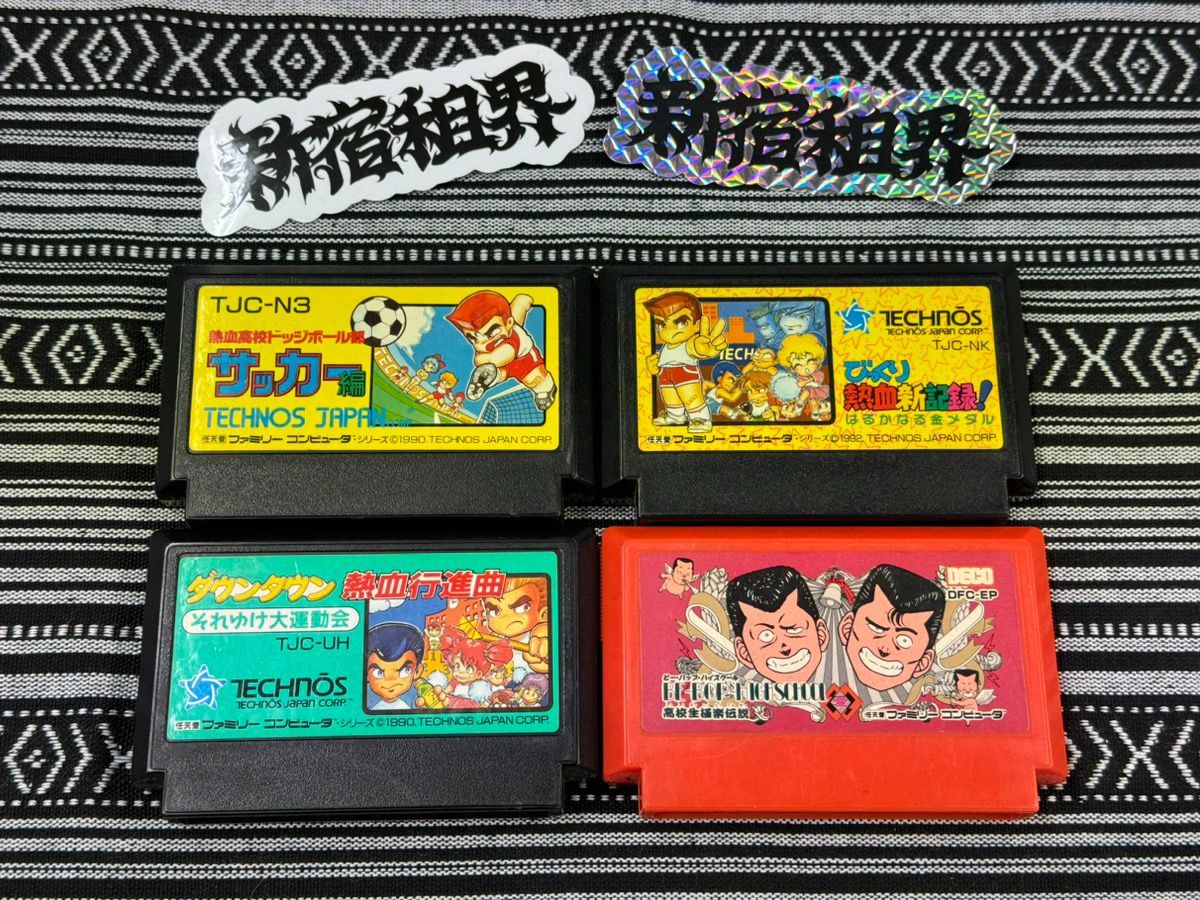 新宿租界
新宿租界
TJC-N3
熱血高校ドッジボール部
サッカー編
TECHNOS JAPAN
任天堂 ファミリー コンピュータ シリーズ ©1990. TECHNOS JAPAN CORP.
TECHNŌS
TECHNOS JAPAN CORP.
TJC-NK
びっくり
熱血新記録!
はるかなる金メダル
任天堂 ファミリー コンピュータ シリーズ ©1992. TECHNOS JAPAN CORP.
ダウンタウン 熱血行進曲
それゆけ大運動会
TJC-UH
TECHNŌS
TECHNOS JAPAN CORP.
任天堂 ファミリー コンピュータ シリーズ ©1990. TECHNOS JAPAN CORP.
DECO
DFC-EP
ビー・バップ・ハイスクール
BE-BOP-HIGHSCHOOL
高校生極楽伝説
任天堂 ファミリー コンピュータ